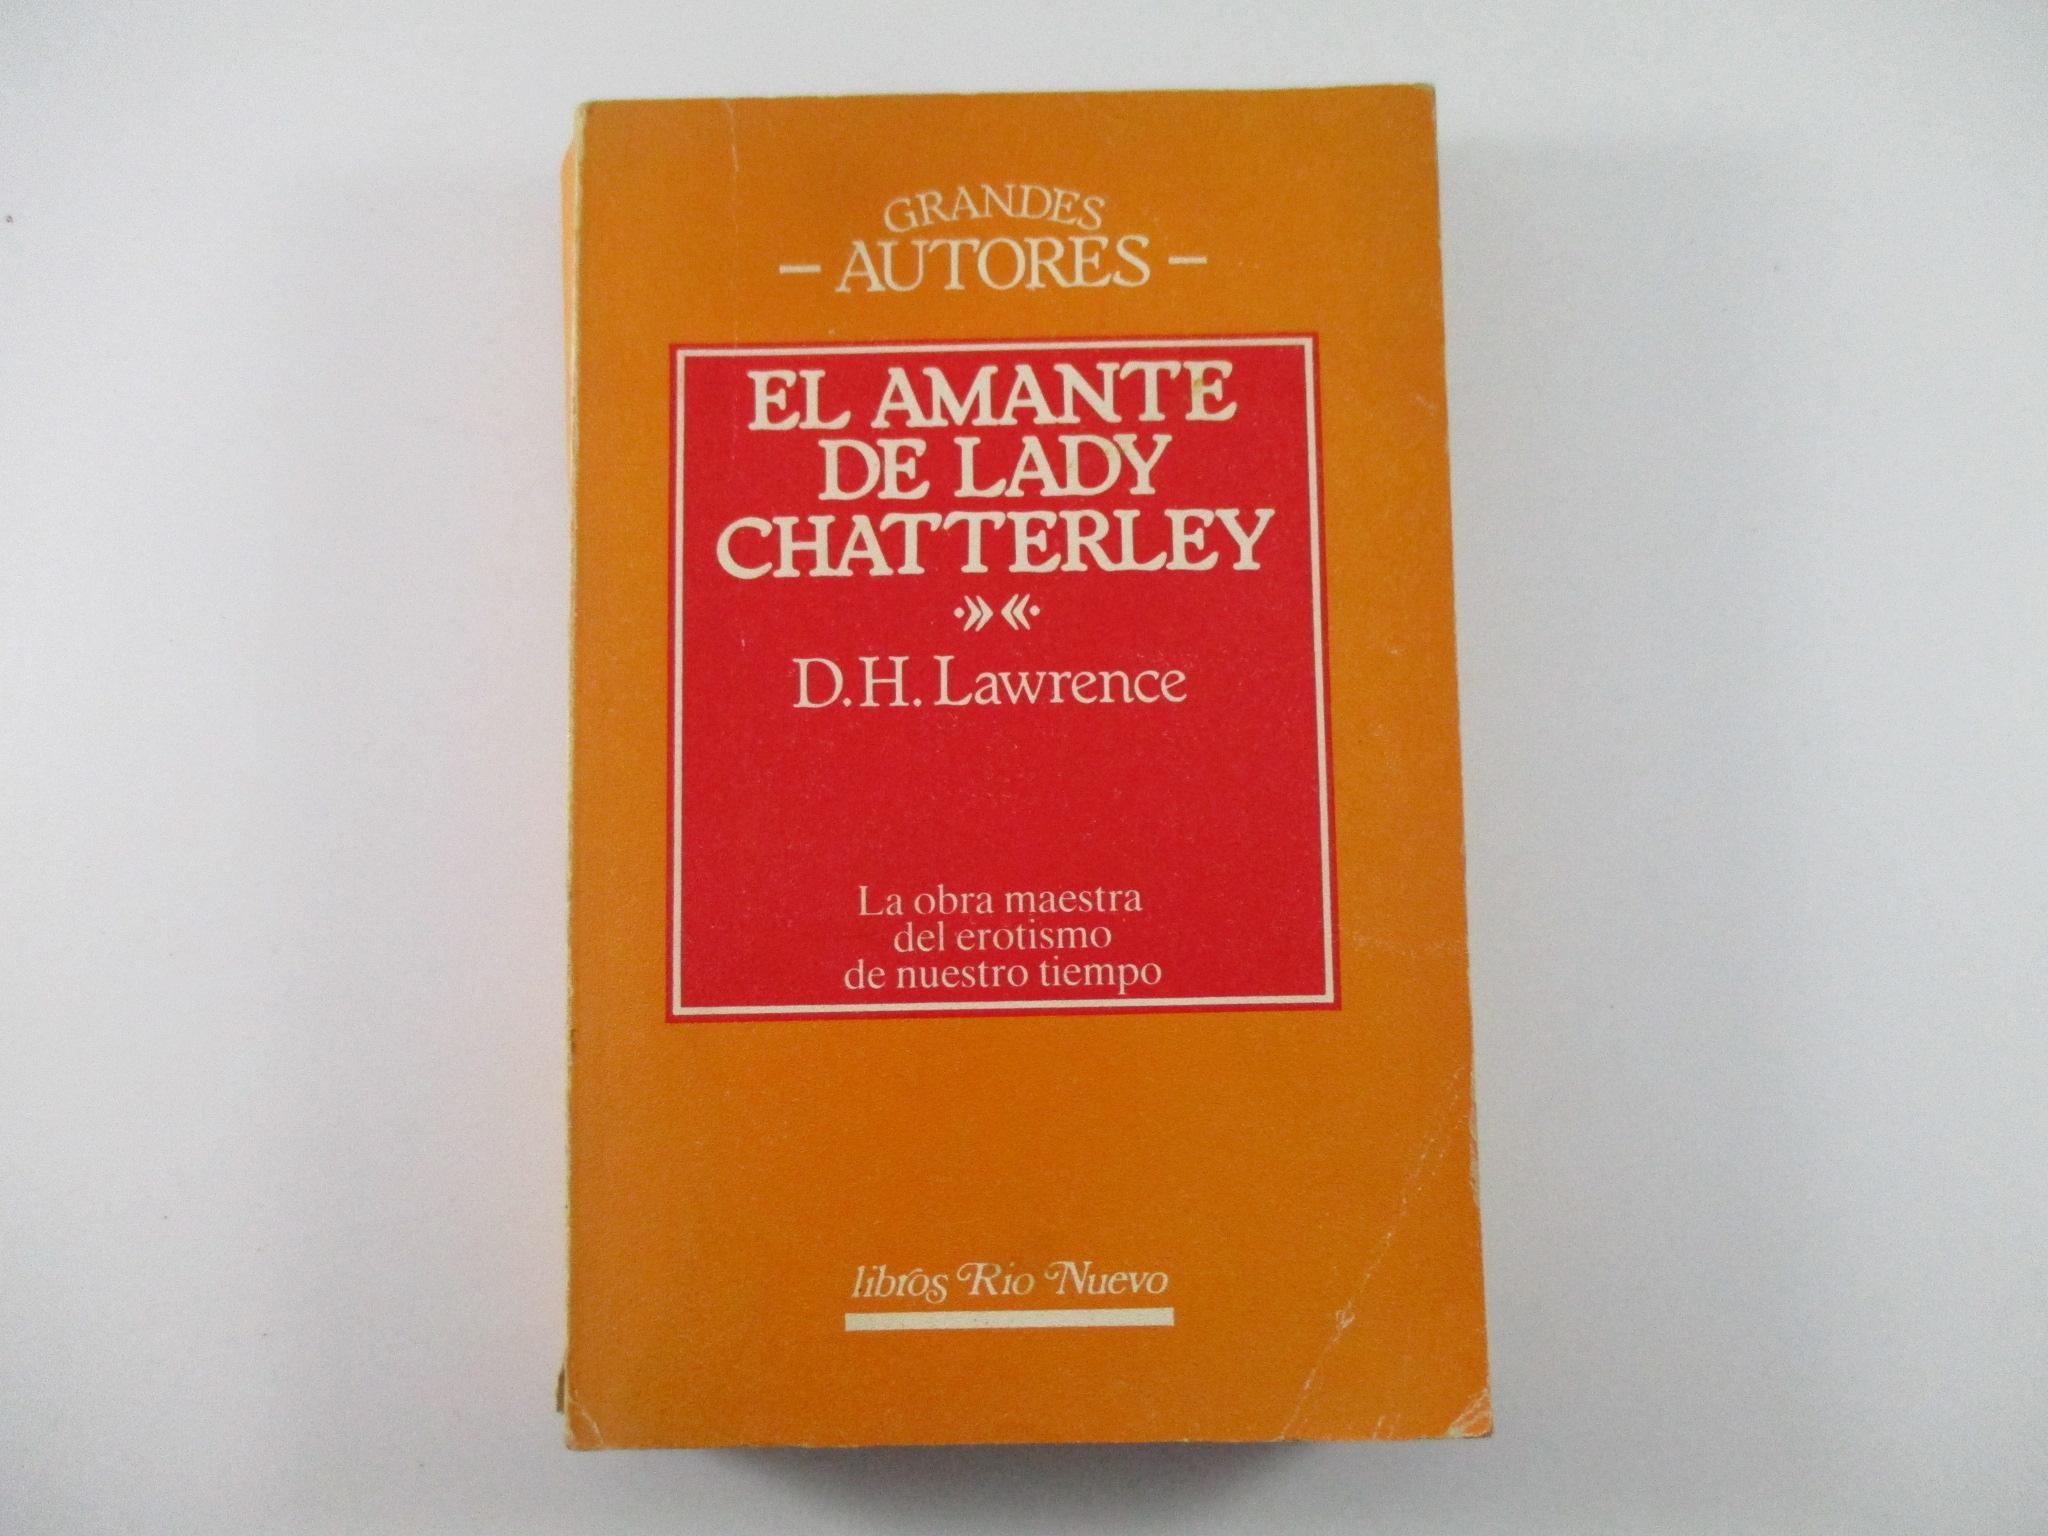 GRANDES
– AUTORES –
EL AMANTE
DE LADY
CHATTERLEY
·» «·
D.H. Lawrence
La obra maestra
del erotismo
de nuestro tiempo
libros Rio Nuevo